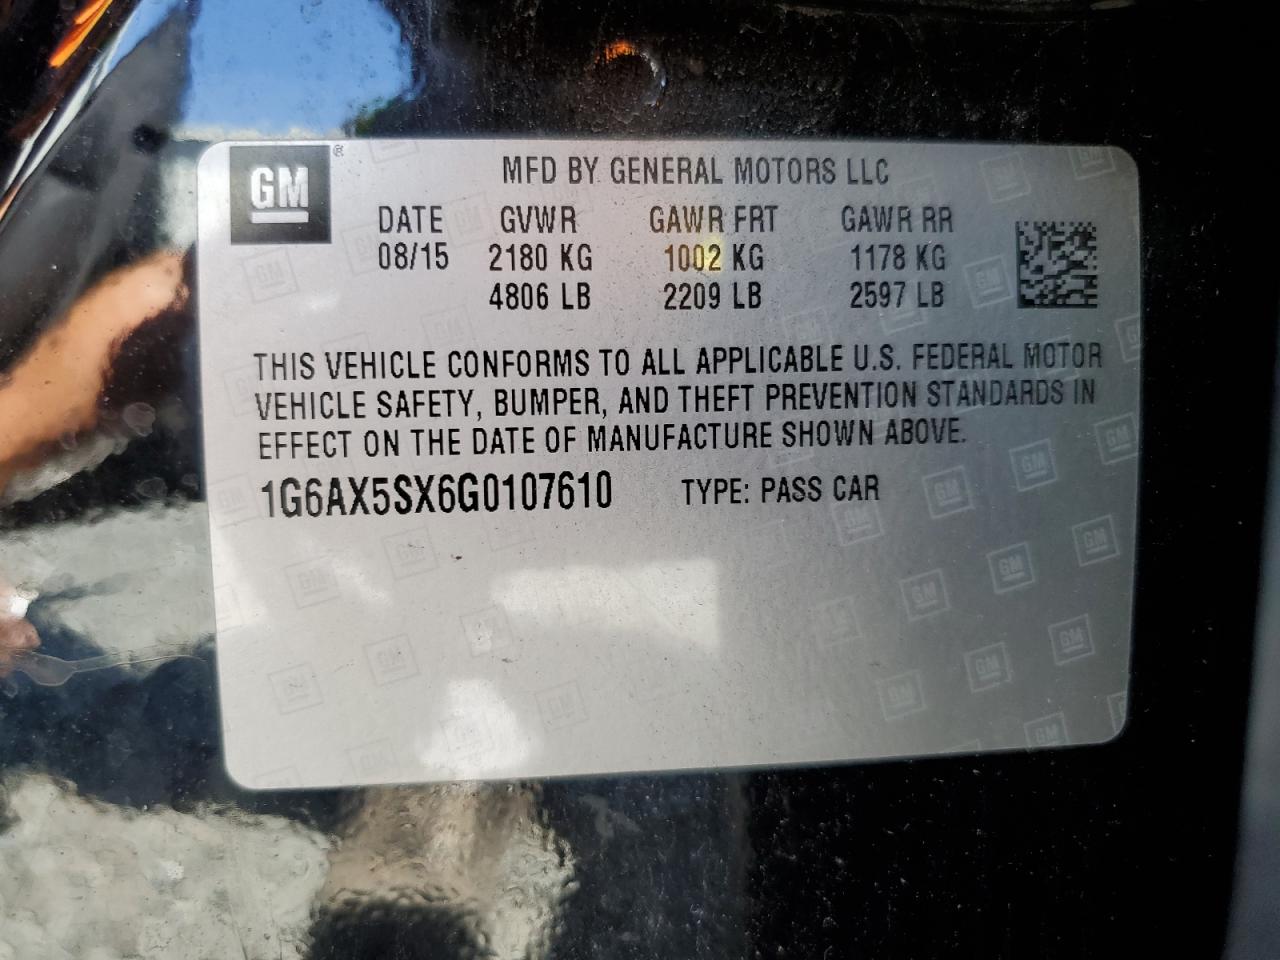 GM ®
MFD BY GENERAL MOTORS LLC
DATE GVWR GAWR FRT GAWR RR
08/15 2180 KG 1002 KG 1178 KG
4806 LB 2209 LB 2597 LB
THIS VEHICLE CONFORMS TO ALL APPLICABLE U.S. FEDERAL MOTOR
VEHICLE SAFETY, BUMPER, AND THEFT PREVENTION STANDARDS IN
EFFECT ON THE DATE OF MANUFACTURE SHOWN ABOVE.
1G6AX5SX6G0107610 TYPE: PASS CAR